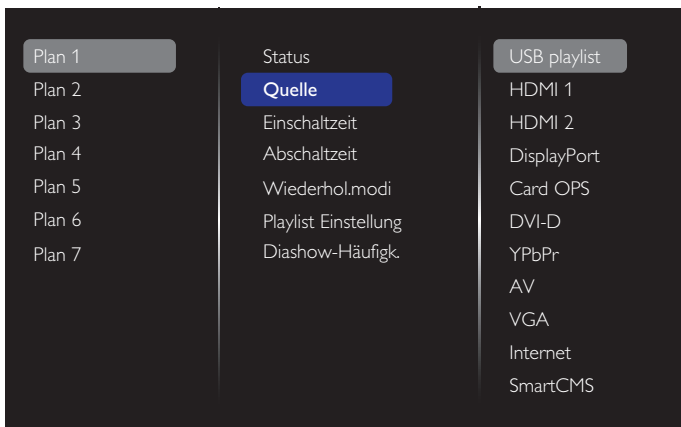 Plan 1
Plan 2
Plan 3
Plan 4
Plan 5
Plan 6
Plan 7
Status
Quelle
Einschaltzeit
Abschaltzeit
Wiederhol.modi
Playlist Einstellung
Diashow-Häufigk.
USB playlist
HDMI 1
HDMI 2
DisplayPort
Card OPS
DVI-D
YPbPr
AV
VGA
Internet
SmartCMS